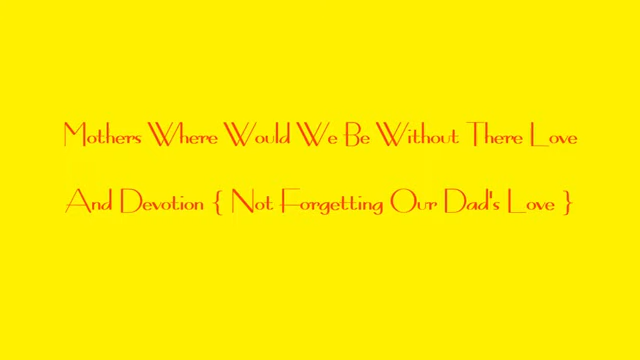 Mothers Where Would We Be Without There Love
And Devotion { Not Forgetting Our Dad's Love }